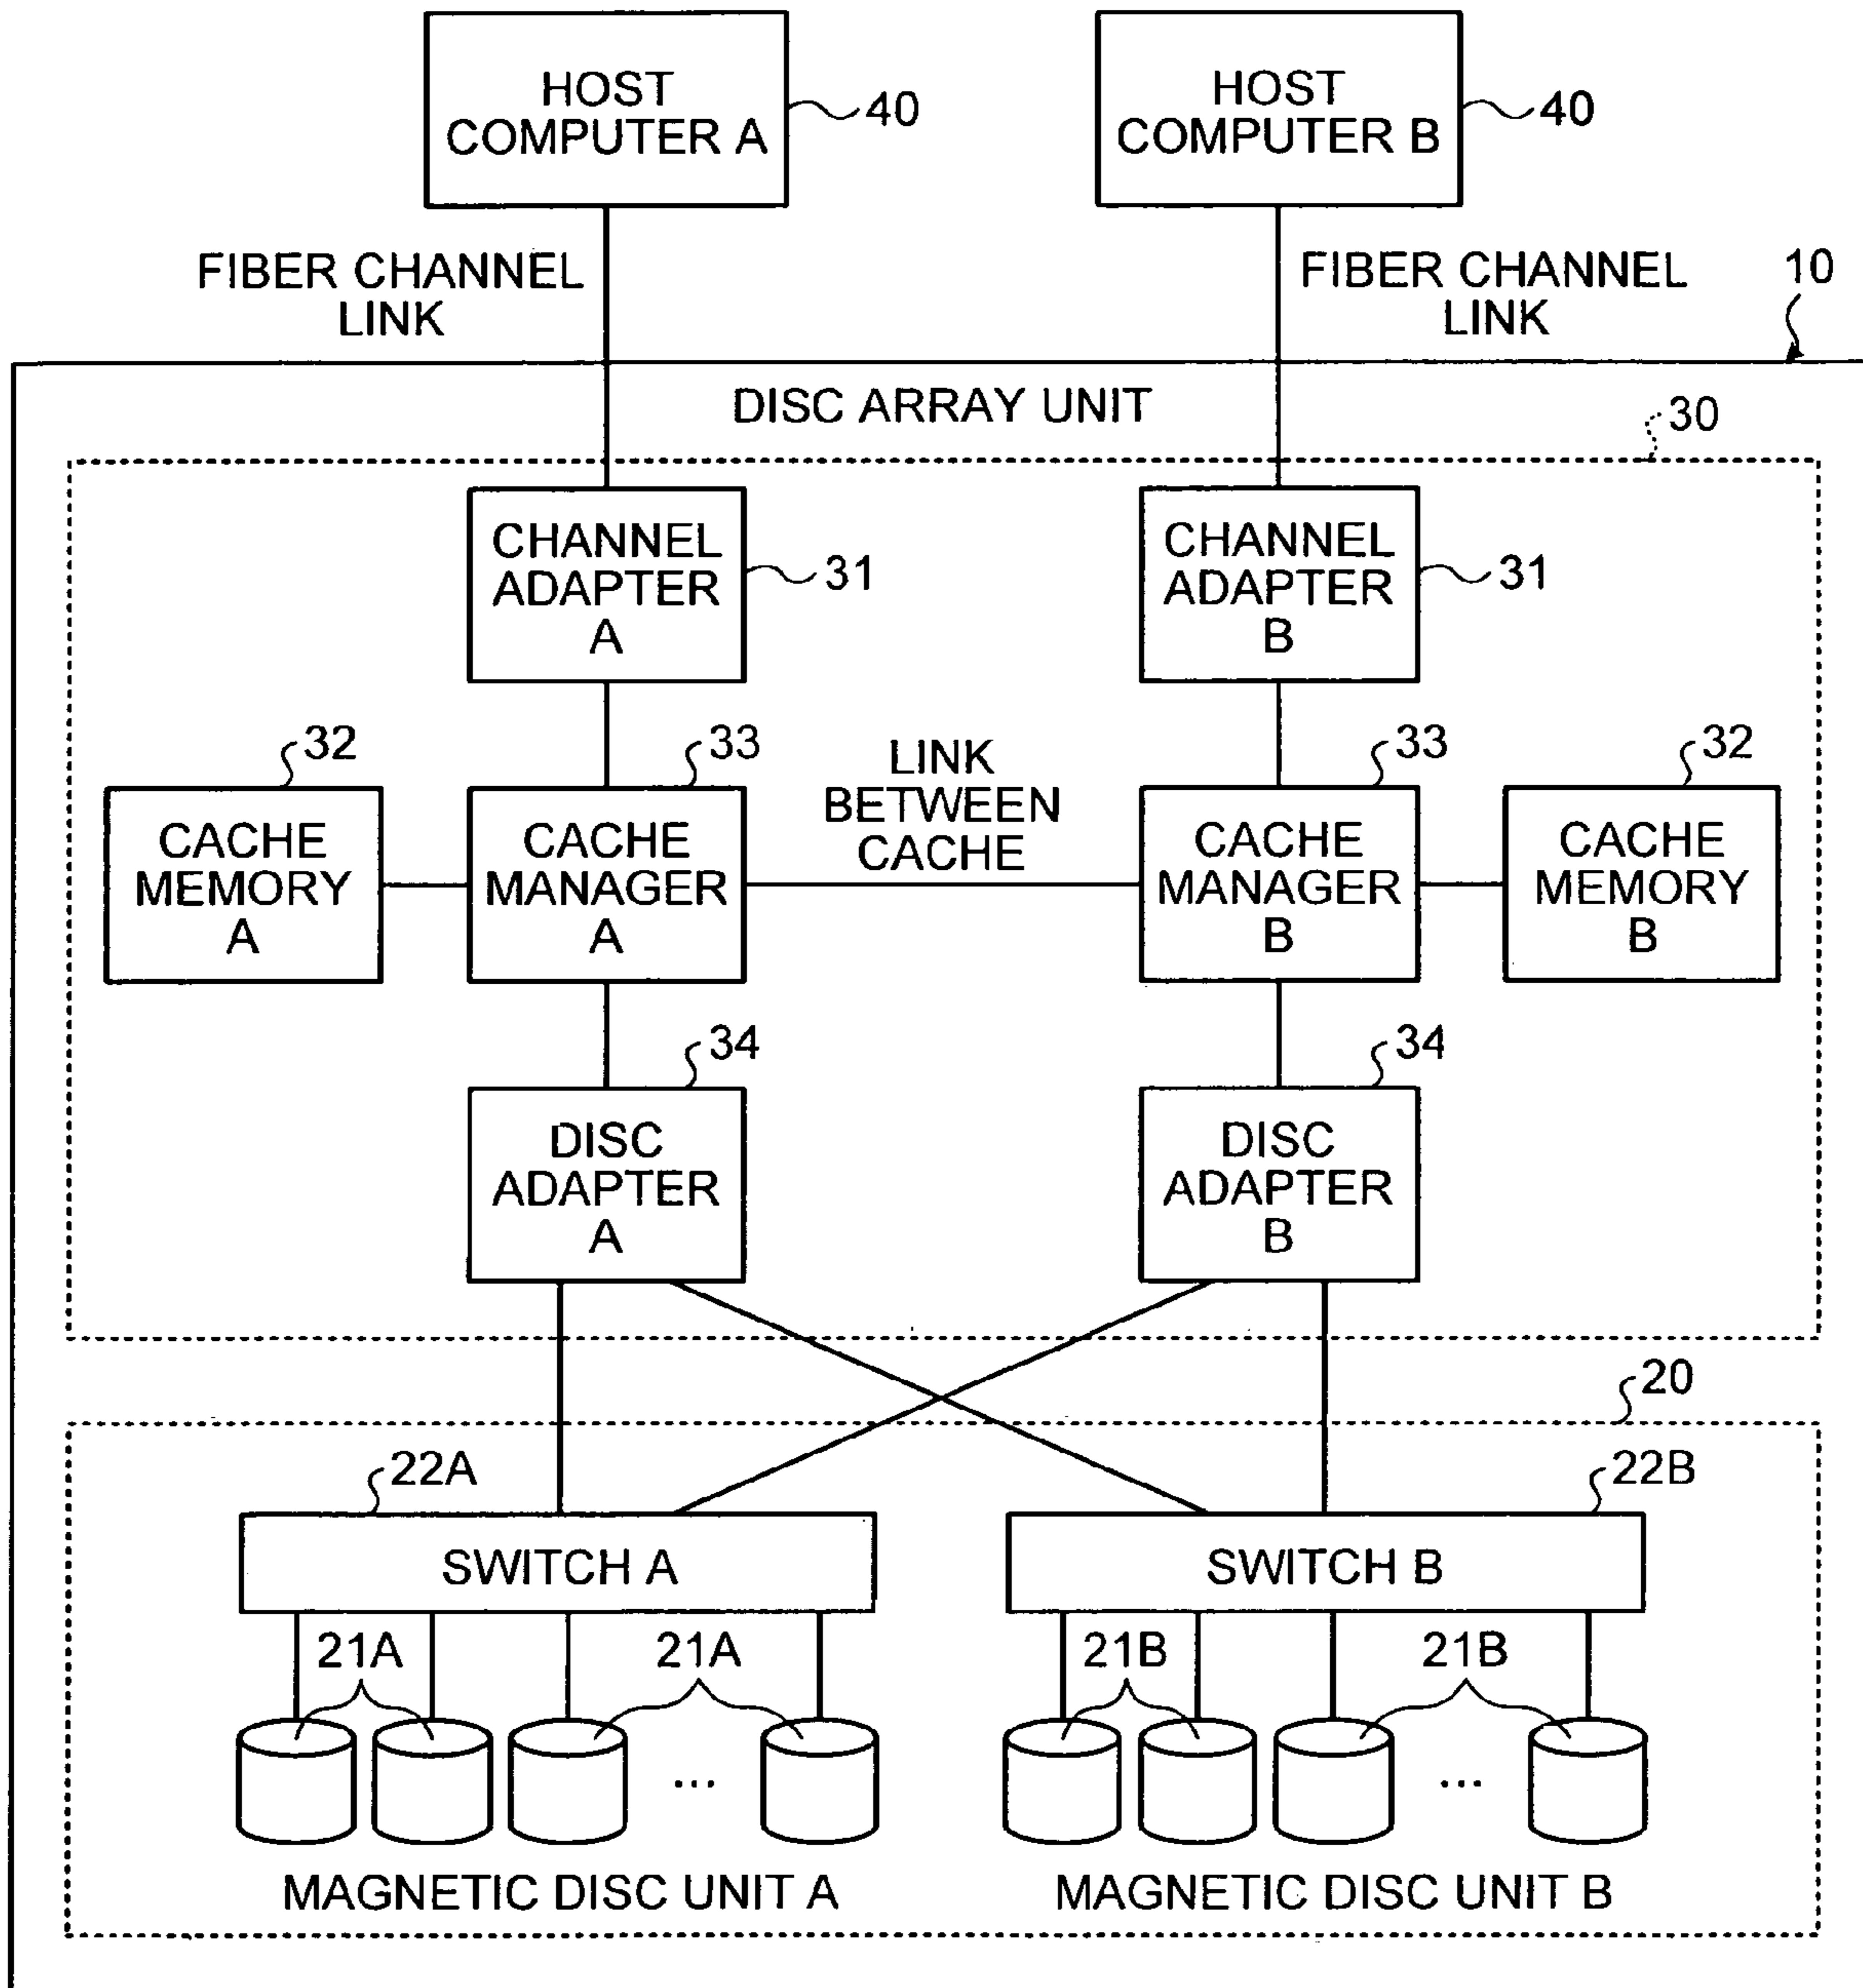 HOST
COMPUTER A
40
HOST
COMPUTER B
40
FIBER CHANNEL
LINK
FIBER CHANNEL
LINK
10
DISC ARRAY UNIT
30
CHANNEL
ADAPTER
A
31
CHANNEL
ADAPTER
B
31
32
33
LINK
BETWEEN
CACHE
33
32
CACHE
MEMORY
A
CACHE
MANAGER
A
CACHE
MANAGER
B
CACHE
MEMORY
B
34
34
DISC
ADAPTER
A
DISC
ADAPTER
B
20
22A
22B
SWITCH A
SWITCH B
21A
21A
21B
21B
...
...
MAGNETIC DISC UNIT A
MAGNETIC DISC UNIT B